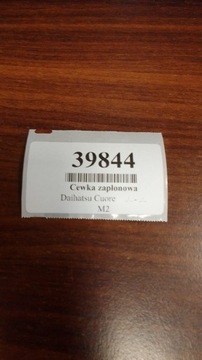 39844
Cewka zapłonowa
Daihatsu Cuore
M2